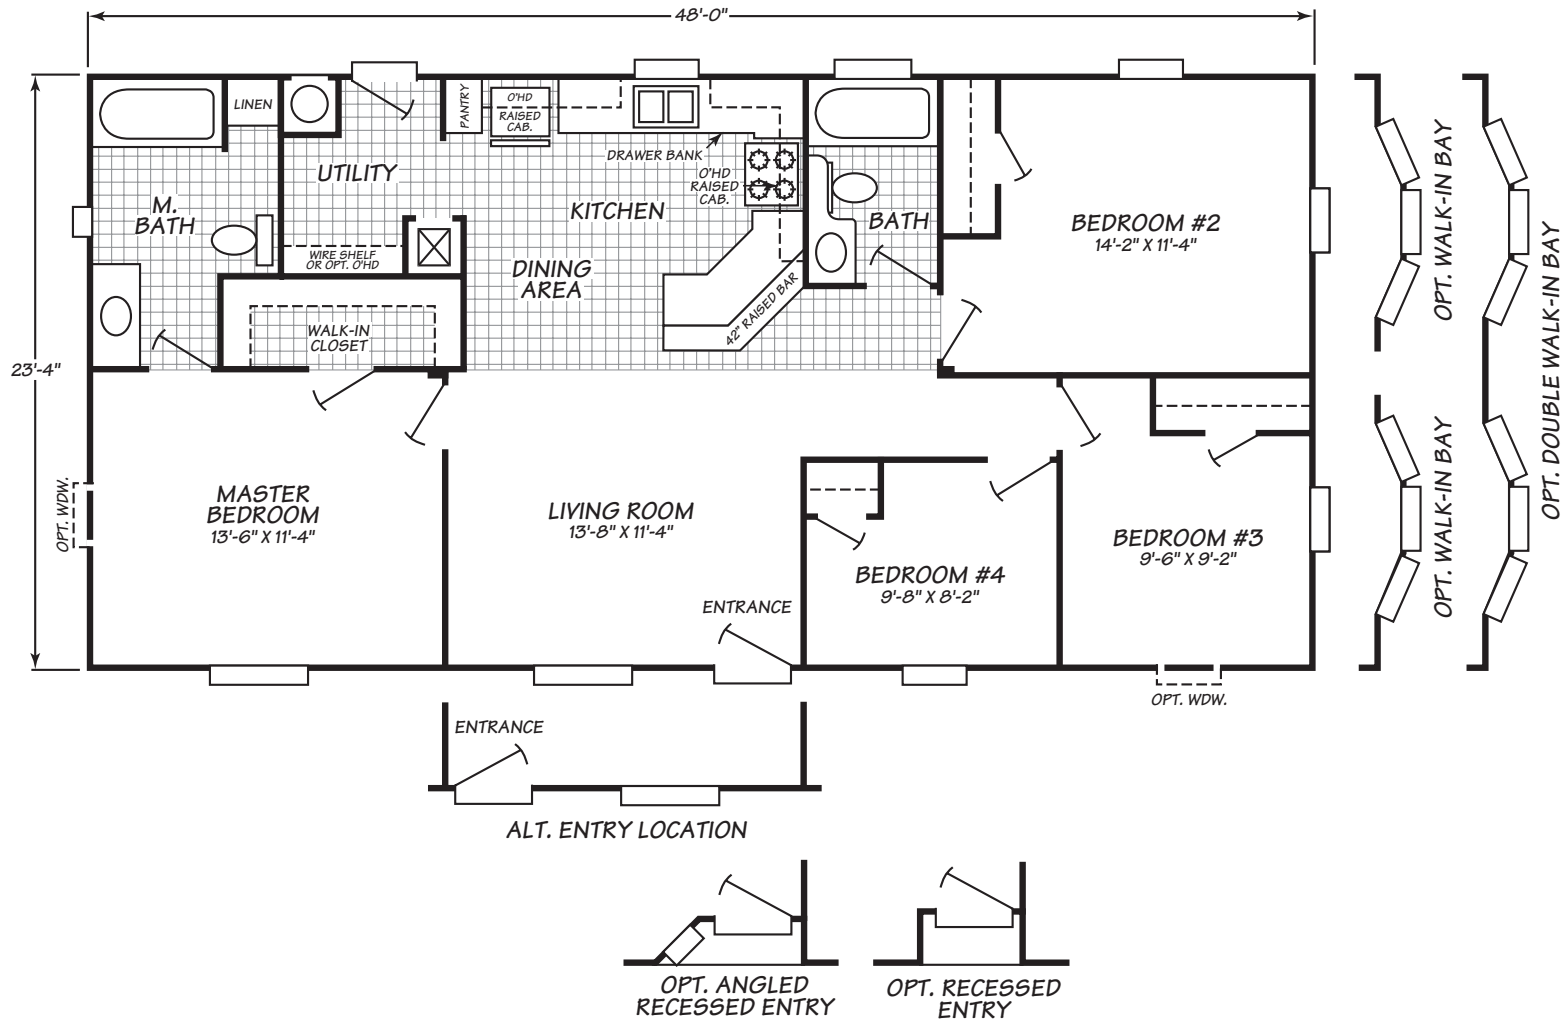 48'-0"
LINEN
PANTRY
O'HD
RAISED
CAB.
DRAWER BANK
O'HD
RAISED
CAB.
UTILITY
M.
BATH
KITCHEN
BATH
BEDROOM #2
14'-2" X 11'-4"
WIRE SHELF
OR OPT. O'HD
DINING
AREA
42" RAISED BAR
WALK-IN
CLOSET
23'-4"
OPT. WALK-IN BAY
OPT. DOUBLE WALK-IN BAY
OPT. WALK-IN BAY
OPT. WDW.
MASTER
BEDROOM
13'-6" X 11'-4"
LIVING ROOM
13'-8" X 11'-4"
BEDROOM #3
9'-6" X 9'-2"
BEDROOM #4
9'-8" X 8'-2"
ENTRANCE
OPT. WDW.
ENTRANCE
ALT. ENTRY LOCATION
OPT. ANGLED
RECESSED ENTRY
OPT. RECESSED
ENTRY